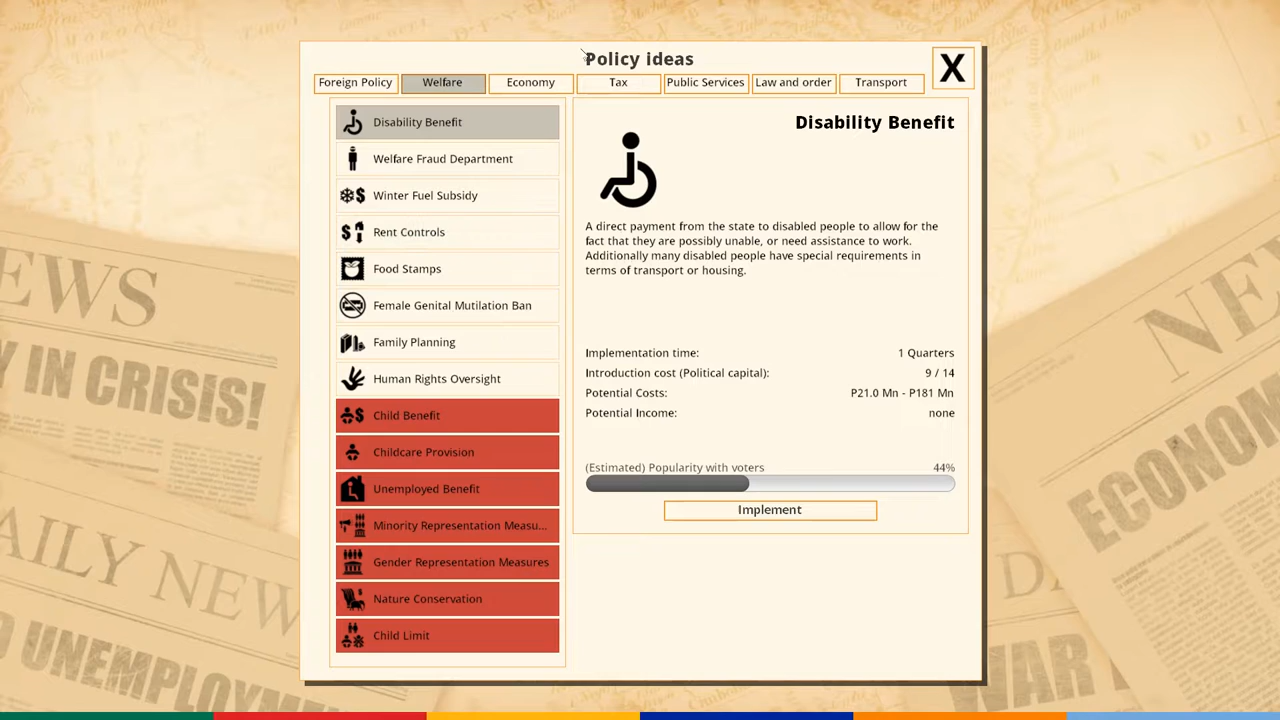 Policy ideas
X
Foreign Policy
Welfare
Economy
Tax
Public Services
Law and order
Transport
Disability Benefit
Welfare Fraud Department
Winter Fuel Subsidy
Rent Controls
Food Stamps
Female Genital Mutilation Ban
Family Planning
Human Rights Oversight
Child Benefit
Childcare Provision
Unemployed Benefit
Minority Representation Measu...
Gender Representation Measures
Nature Conservation
Child Limit
Disability Benefit
A direct payment from the state to disabled people to allow for the
fact that they are possibly unable, or need assistance to work.
Additionally many disabled people have special requirements in
terms of transport or housing.
Implementation time: 1 Quarters
Introduction cost (Political capital): 9 / 14
Potential Costs: P21.0 Mn - P181 Mn
Potential Income: none
(Estimated) Popularity with voters 44%
Implement
EWS
Y IN CRISIS!
AILY NEW
UNEMPLOYM
NE
ECONOM
DA
WAR